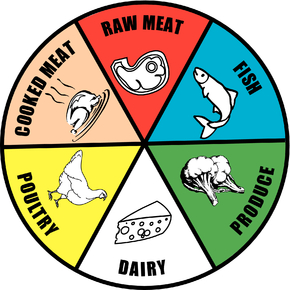 RAW MEAT
FISH
PRODUCE
DAIRY
POULTRY
COOKED MEAT